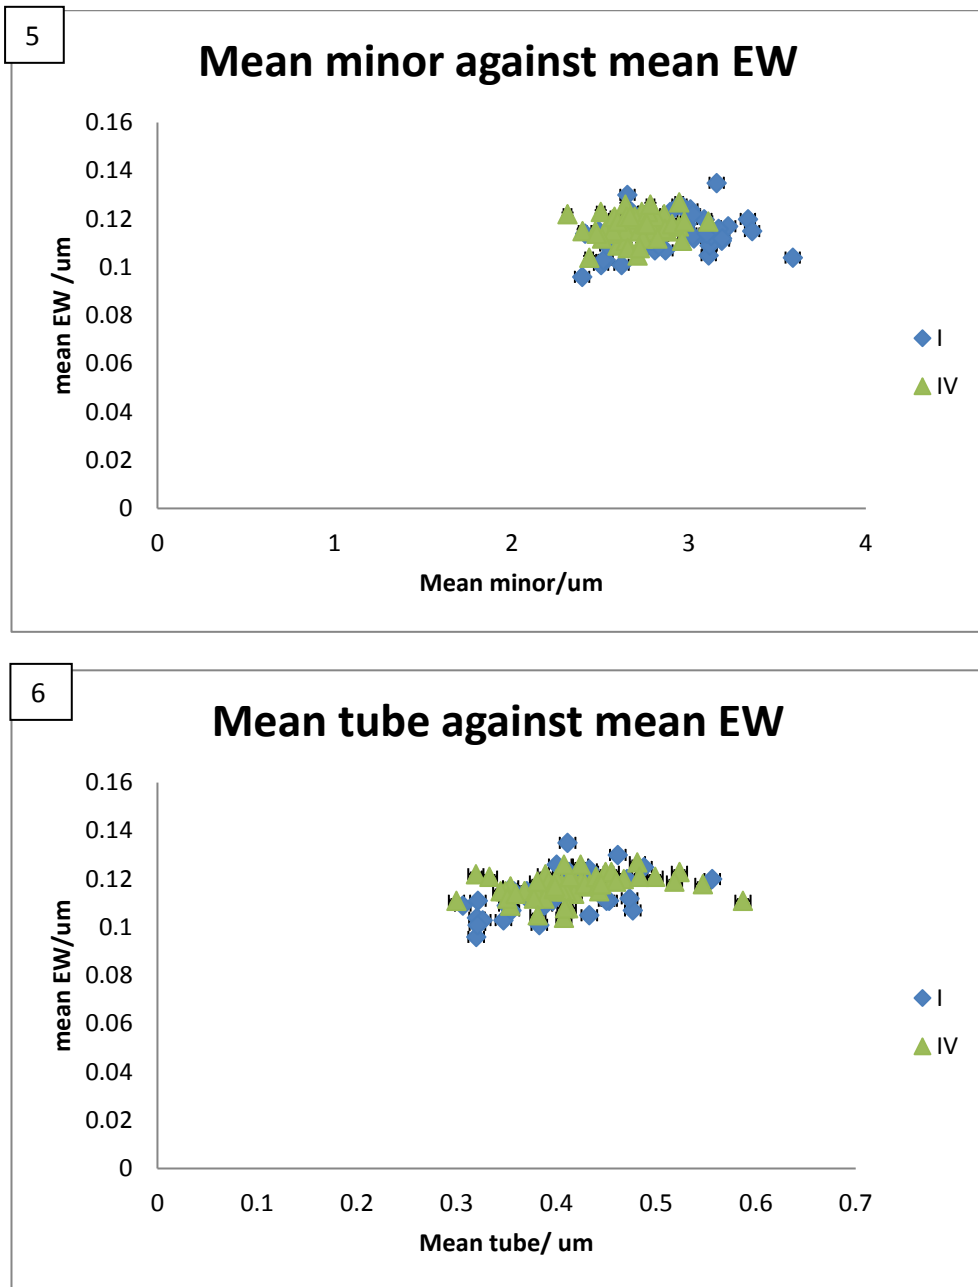 5
Mean minor against mean EW
0.16
0.14
0.12
0.1
0.08
0.06
0.04
0.02
0
mean EW /um
0 1 2 3 4
Mean minor/um
I
IV
6
Mean tube against mean EW
0.16
0.14
0.12
0.1
0.08
0.06
0.04
0.02
0
mean EW/um
0 0.1 0.2 0.3 0.4 0.5 0.6 0.7
Mean tube/ um
I
IV